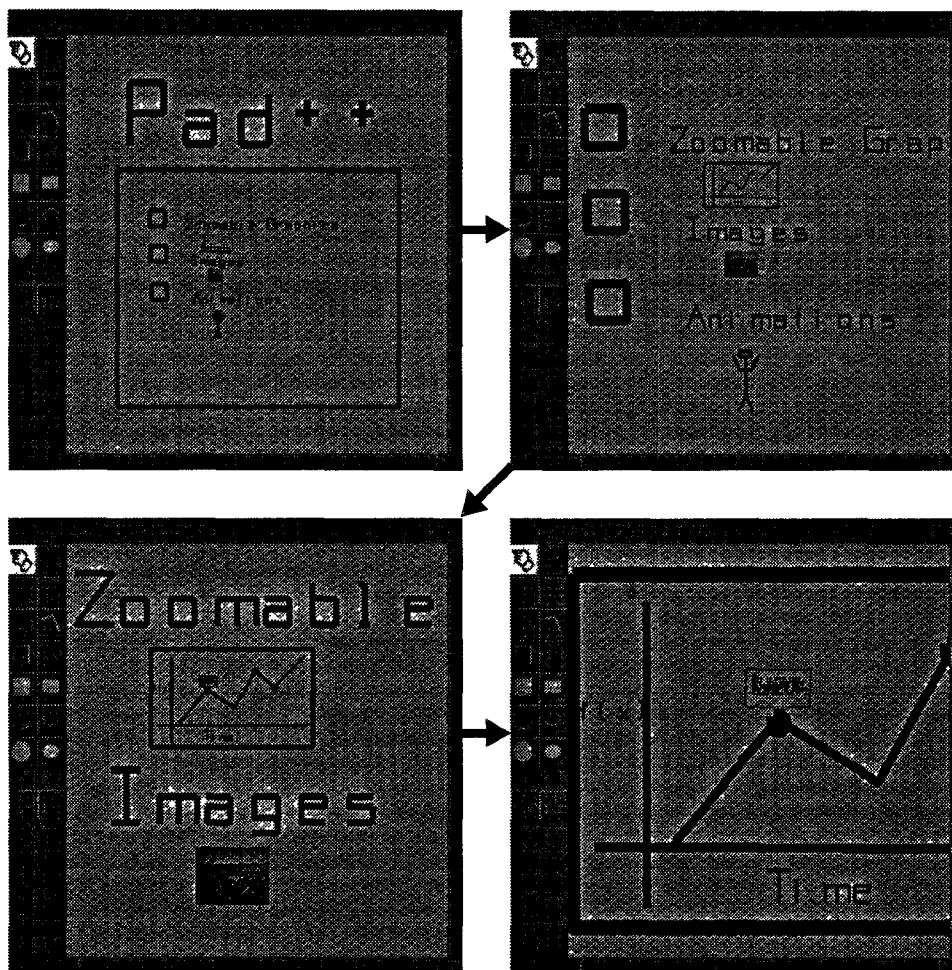 Pad++
Zoomable Grap
Images
Animations
Zoomable
Images
f(x)
Time